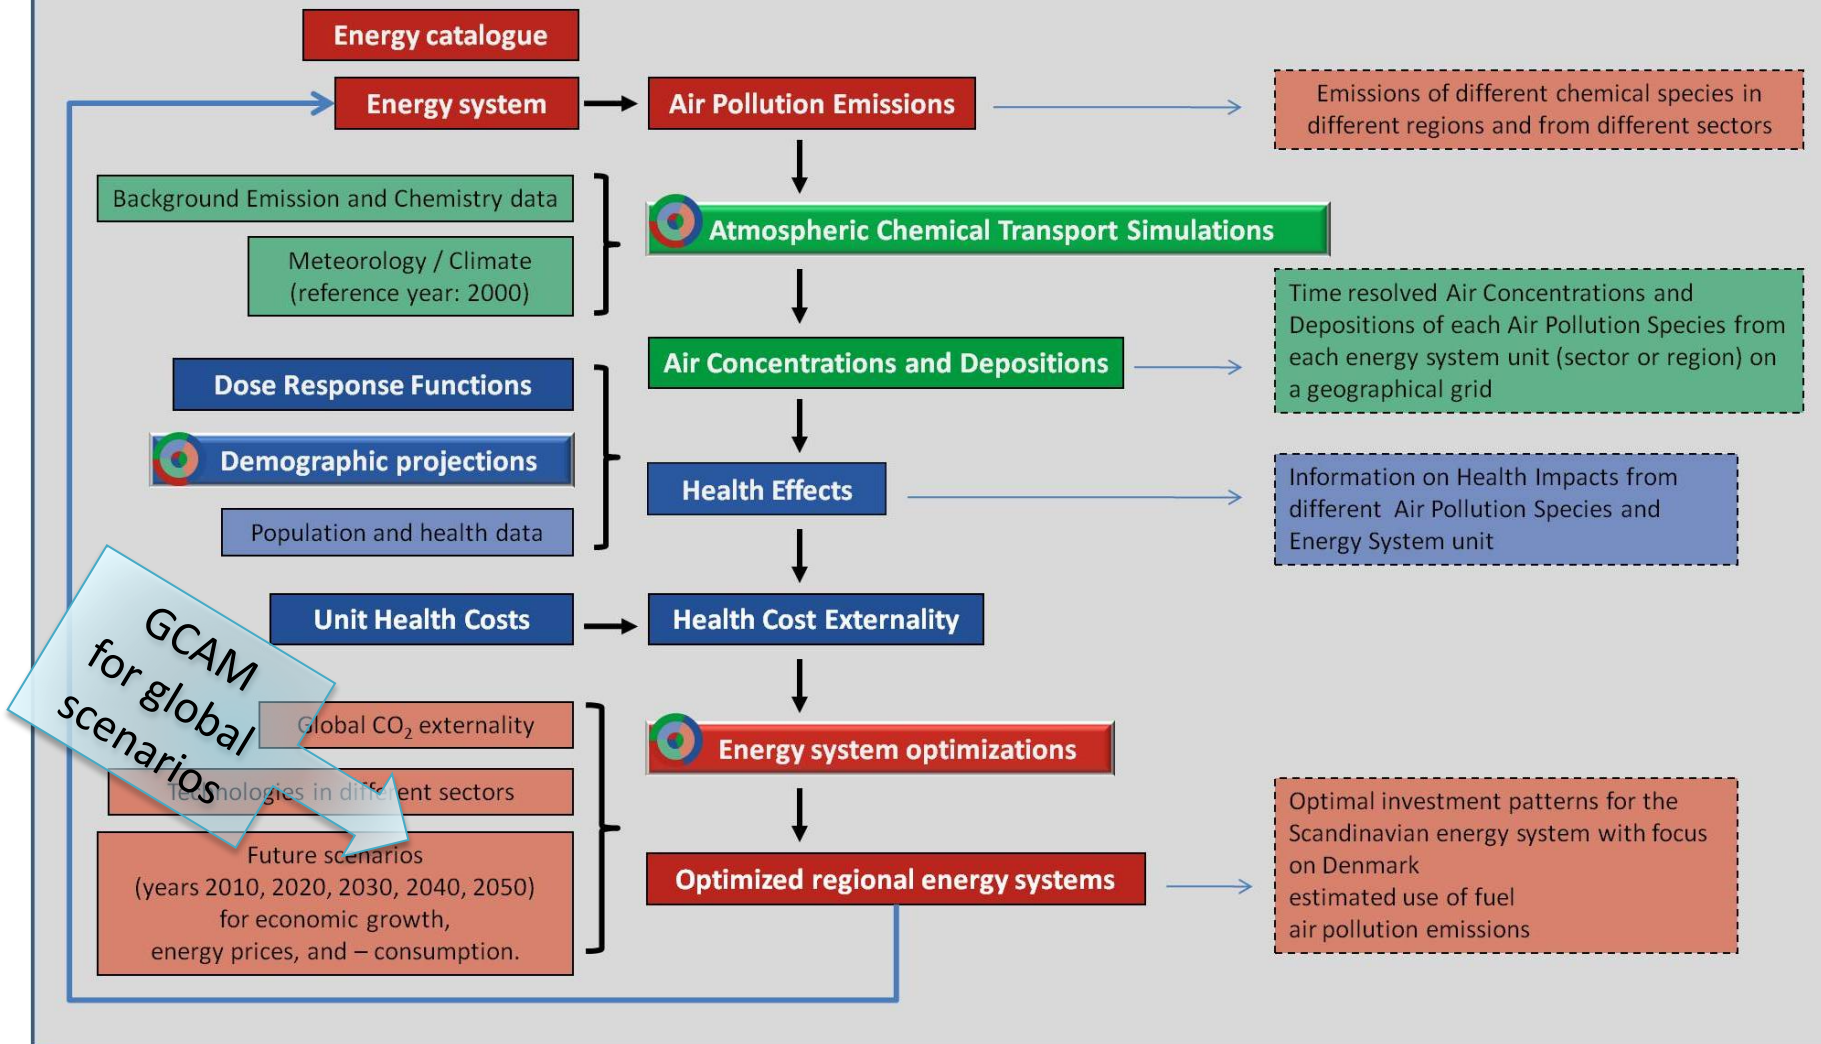 Energy catalogue
Energy system
Air Pollution Emissions
Emissions of different chemical species in
different regions and from different sectors
Background Emission and Chemistry data
Meteorology / Climate
(reference year: 2000)
Atmospheric Chemical Transport Simulations
Time resolved Air Concentrations and
Depositions of each Air Pollution Species from
each energy system unit (sector or region) on
a geographical grid
Air Concentrations and Depositions
Dose Response Functions
Demographic projections
Population and health data
Health Effects
Information on Health Impacts from
different Air Pollution Species and
Energy System unit
Unit Health Costs
Health Cost Externality
GCAM
for global
scenarios
Global CO₂ externality
Technologies in different sectors
Future scenarios
(years 2010, 2020, 2030, 2040, 2050)
for economic growth,
energy prices, and – consumption.
Energy system optimizations
Optimized regional energy systems
Optimal investment patterns for the
Scandinavian energy system with focus
on Denmark
estimated use of fuel
air pollution emissions